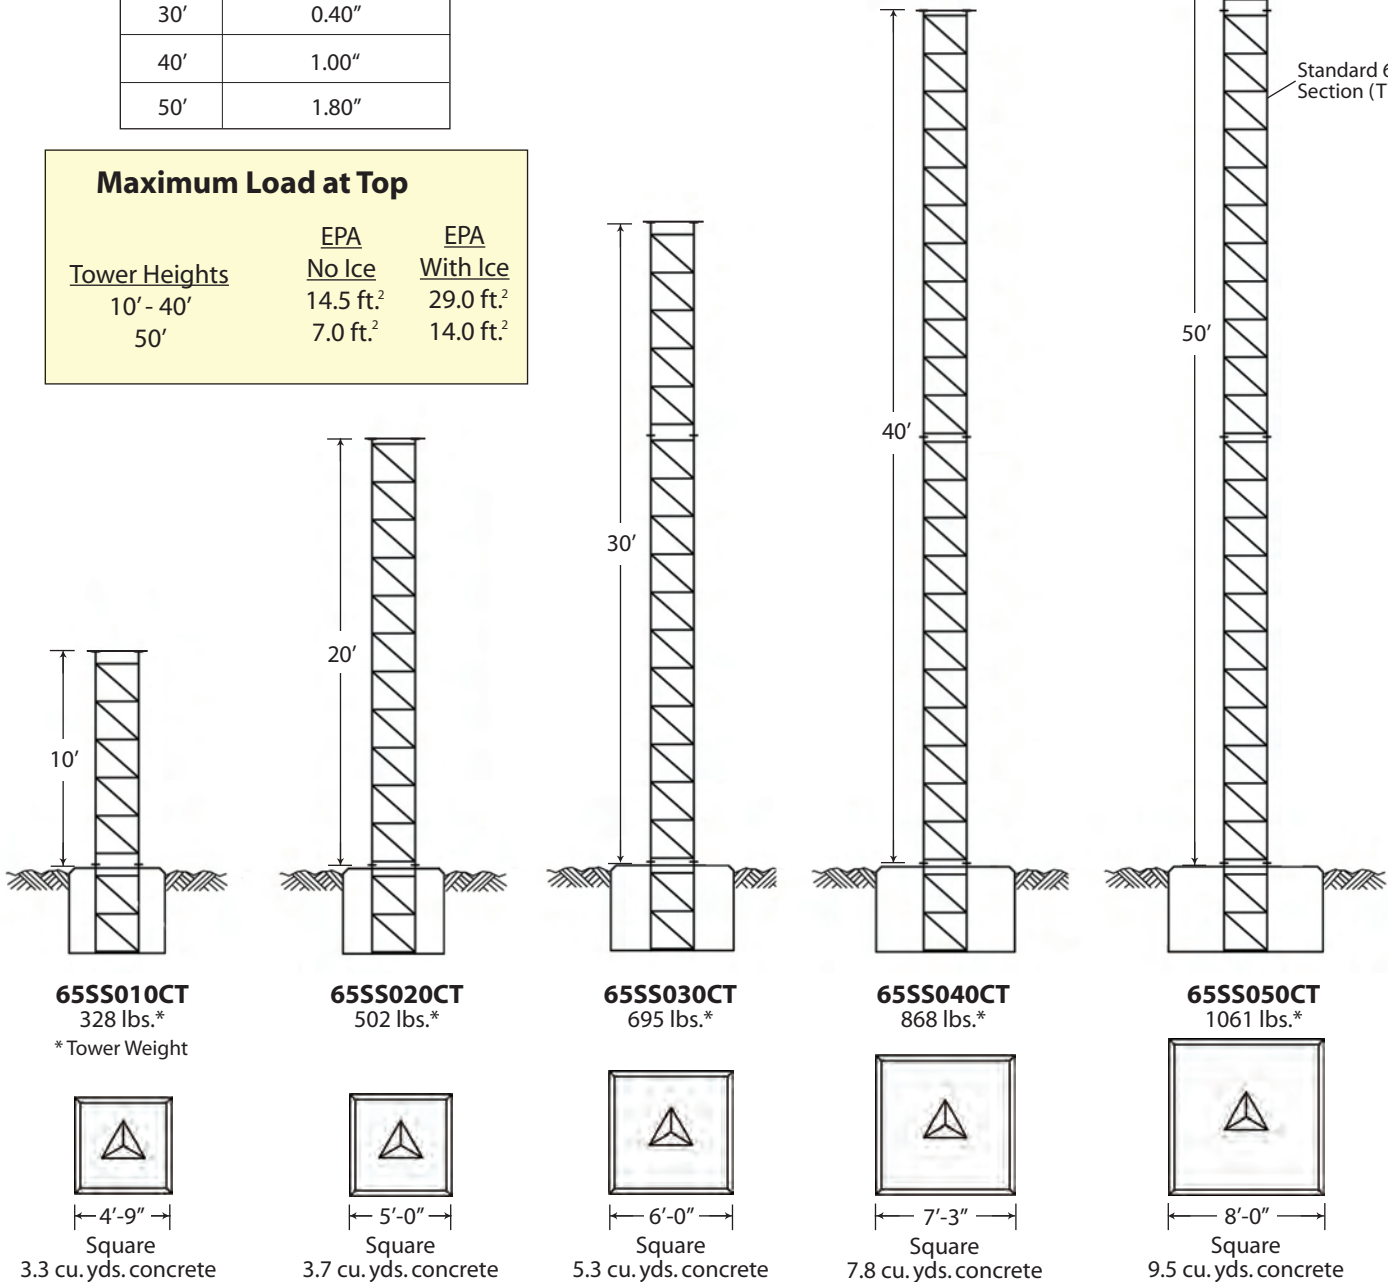 30′ 0.40″
40′ 1.00“
50′ 1.80″
Standard
Section
Maximum Load at Top
EPA EPA
Tower Heights No Ice With Ice
10′ - 40′ 14.5 ft.² 29.0 ft.²
50′ 7.0 ft.² 14.0 ft.²
10′
20′
30′
40′
50′
65SS010CT
328 lbs.*
* Tower Weight
65SS020CT
502 lbs.*
65SS030CT
695 lbs.*
65SS040CT
868 lbs.*
65SS050CT
1061 lbs.*
4′-9″
Square
3.3 cu. yds. concrete
5′-0″
Square
3.7 cu. yds. concrete
6′-0″
Square
5.3 cu. yds. concrete
7′-3″
Square
7.8 cu. yds. concrete
8′-0″
Square
9.5 cu. yds. concrete